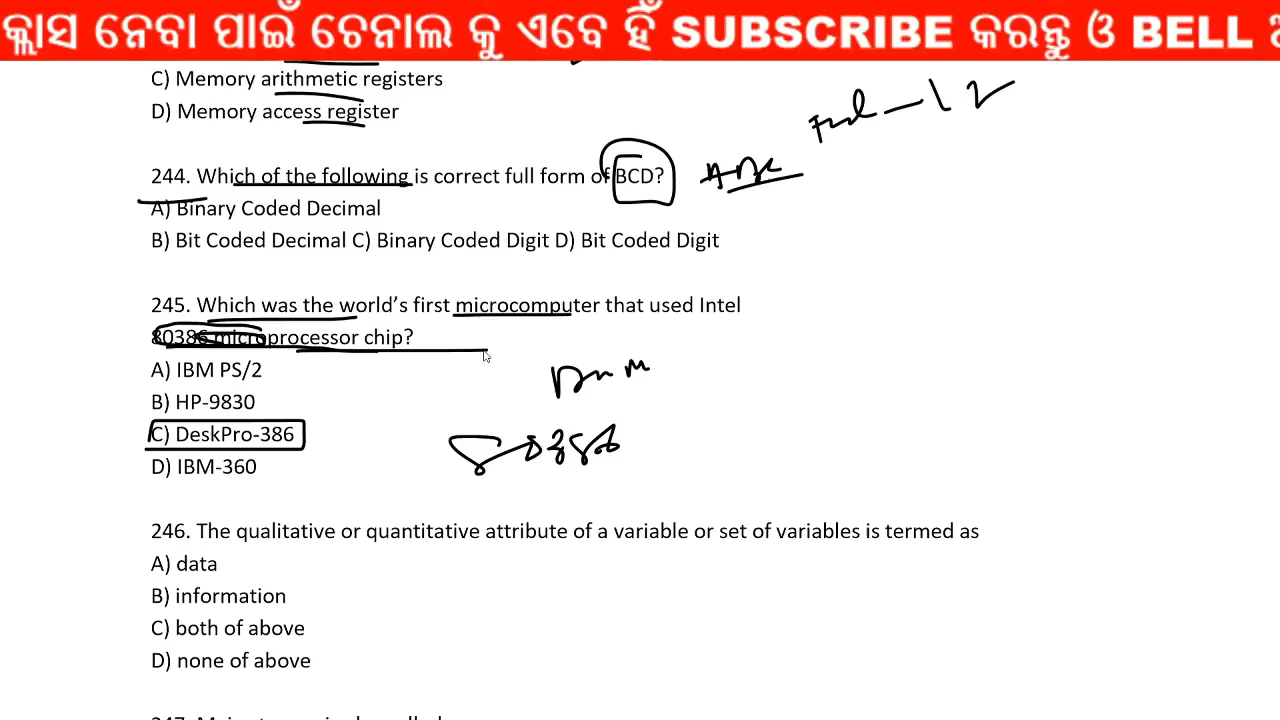 କ୍ଲାସ ନେବା ପାଇଁ ଚେନାଲ କୁ ଏବେ ହିଁ SUBSCRIBE କରନ୍ତୁ ଓ BELL
C) Memory arithmetic registers
D) Memory access register
244. Which of the following is correct full form of BCD?
A) Binary Coded Decimal
B) Bit Coded Decimal C) Binary Coded Digit D) Bit Coded Digit
245. Which was the world's first microcomputer that used Intel
80386 microprocessor chip?
A) IBM PS/2
B) HP-9830
C) DeskPro-386
D) IBM-360
246. The qualitative or quantitative attribute of a variable or set of variables is termed as
A) data
B) information
C) both of above
D) none of above